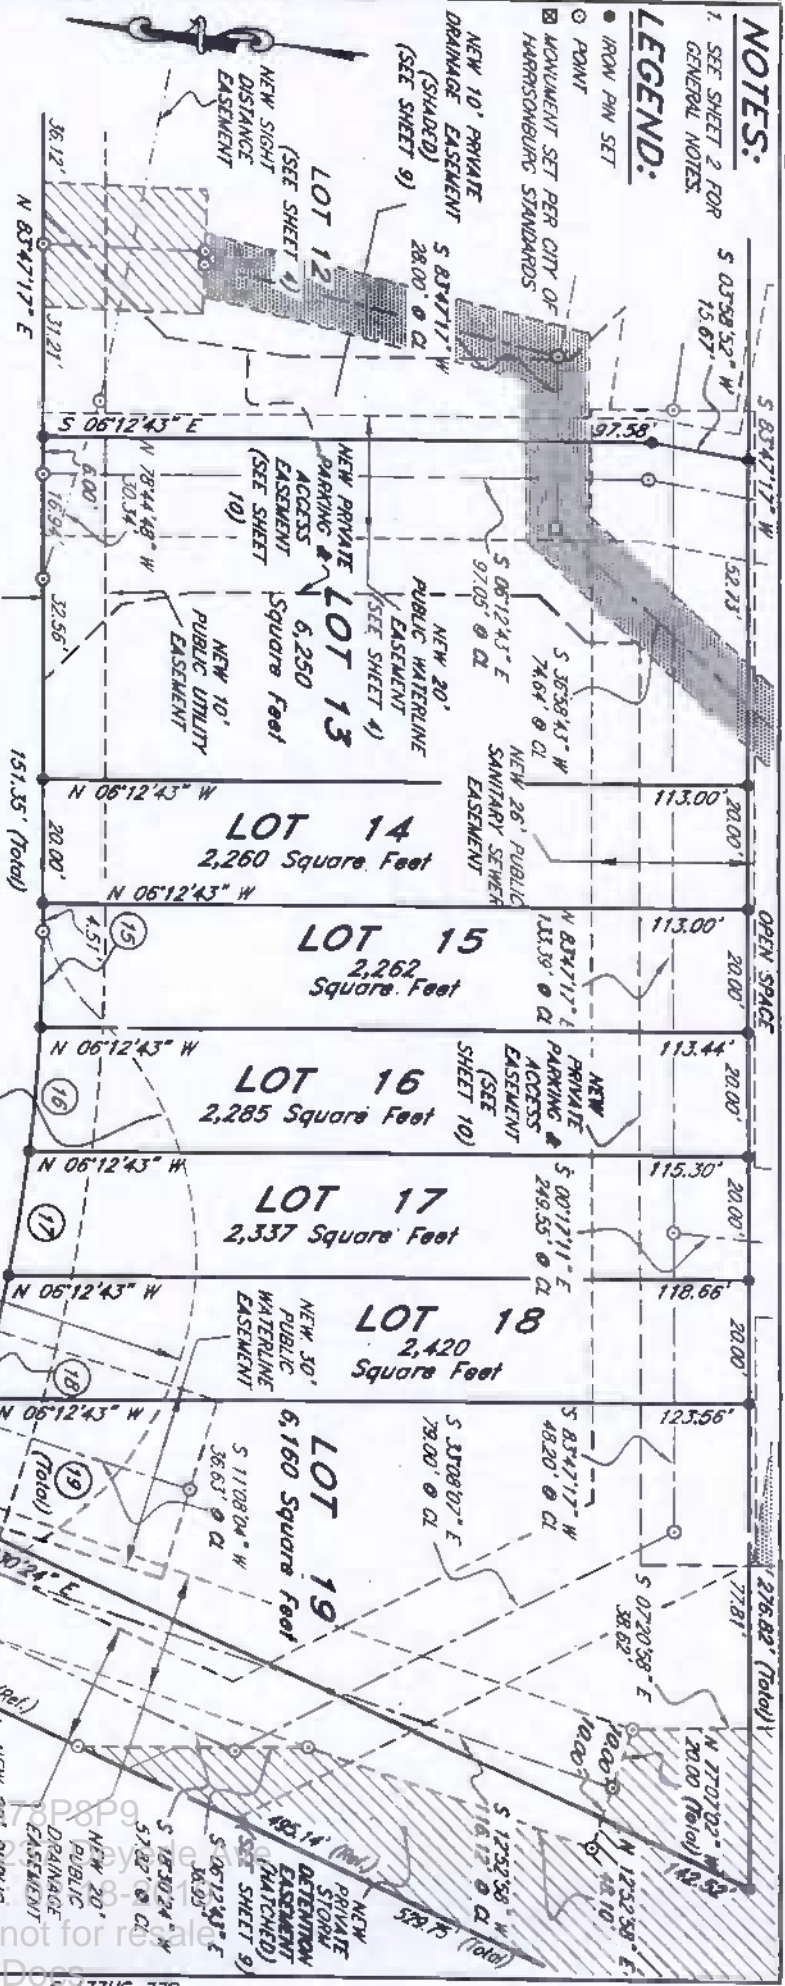 NOTES:
1. SEE SHEET 2 FOR
GENERAL NOTES.
LEGEND:
IRON PIN SET
POINT
MONUMENT SET PER CITY OF
HARRISONBURG STANDARDS
NEW 10' PRIVATE
DRAINAGE EASEMENT
(SHADED)
(SEE SHEET 9)
NEW SIGHT
DISTANCE
EASEMENT
LOT 12
(SEE SHEET 4)
S 83°47'17" W
28.00' @ CL
S 03°58'52" W
15.67'
S 83°47'17" W
52.73'
36.12'
N 83°47'17" E
31.21'
S 06°12'43" E
97.58'
6.00'
16.94'
32.56'
N 78°44'48" W
30.34'
NEW PRIVATE
PARKING &
ACCESS
EASEMENT
(SEE SHEET
10)
LOT 13
6,250
Square Feet
NEW 20'
PUBLIC WATERLINE
EASEMENT
(SEE SHEET 4)
S 06°12'43" E
97.05' @ CL
S 36°58'43" W
74.64' @ CL
NEW 10'
PUBLIC UTILITY
EASEMENT
NEW 26' PUBLIC
SANITARY SEWER
EASEMENT
151.35' (Total)
N 06°12'43" W
113.00'
20.00'
20.00'
LOT 14
2,260 Square Feet
N 06°12'43" W
113.00'
OPEN SPACE
20.00'
4.51'
15
LOT 15
2,262
Square Feet
N 83°47'17" E
133.39' @ CL
N 06°12'43" W
113.44'
20.00'
16
LOT 16
2,285 Square Feet
NEW
PRIVATE
PARKING &
ACCESS
EASEMENT
(SEE
SHEET 10)
N 06°12'43" W
115.30'
20.00'
17
LOT 17
2,337 Square Feet
S 00°17'11" E
249.55' @ CL
N 06°12'43" W
118.66'
20.00'
18
LOT 18
2,420
Square Feet
NEW 30'
PUBLIC
WATERLINE
EASEMENT
N 06°12'43" W
123.56'
19
(Total)
LOT 19
6,160 Square Feet
S 11°08'04" W
36.63' @ CL
S 33°08'07" E
79.00' @ CL
S 83°47'17" W
48.20' @ CL
276.82' (Total)
77.81'
S 07°20'58" E
38.62'
N 77°07'02" W
20.00 (Total)
10.00'
10.00'
142.52'
N 12°52'58" E
S 12°52'58" W
30'24" E
(Ref.)
485.14' (Ref.)
529.75' (Total)
NEW
PRIVATE
STORM
DETENTION
EASEMENT
(HATCHED)
(SEE SHEET 9)
S 06°12'43" E
57.82' @ CL
NEW 20'
PUBLIC
DRAINAGE
EASEMENT
not for resale
Docs